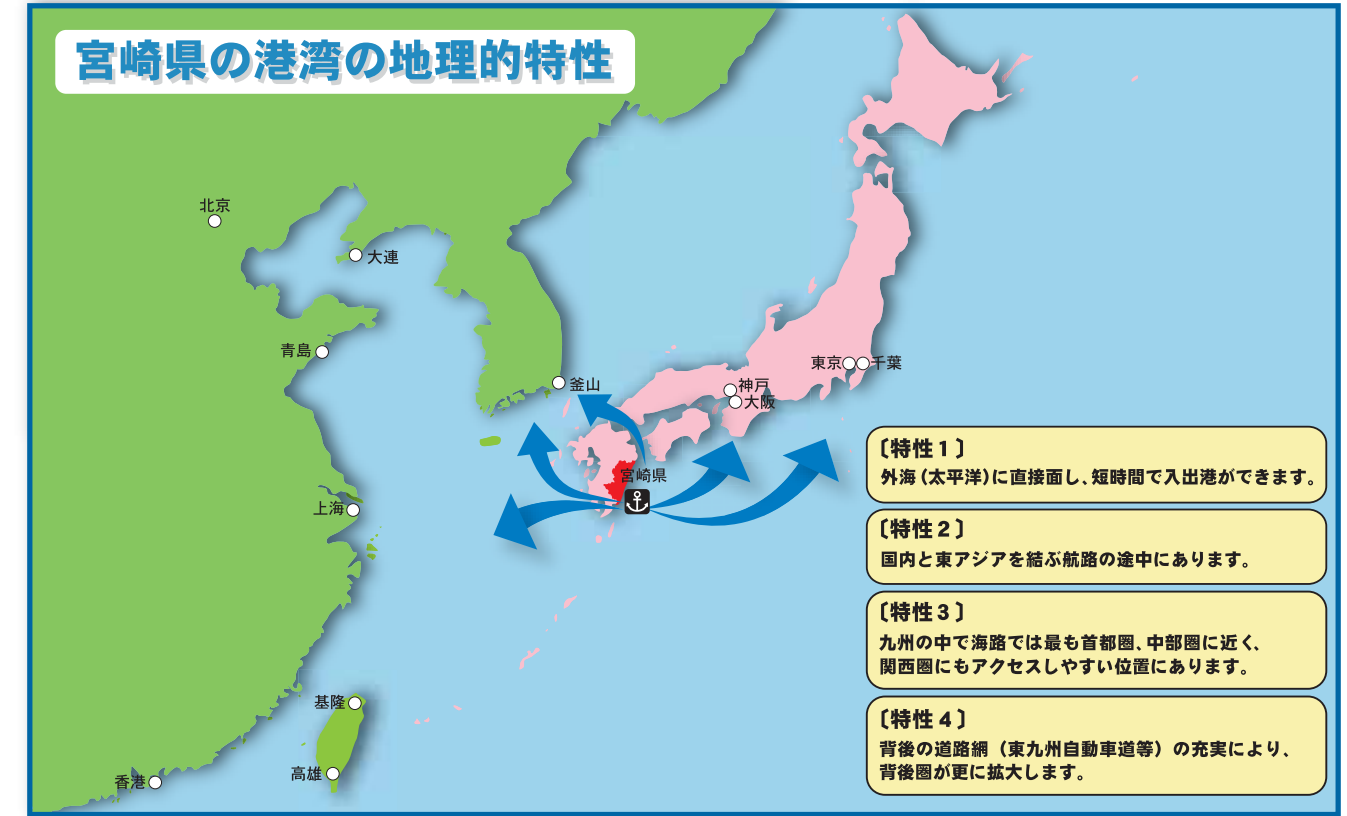 宮崎県の港湾の地理的特性
北京
大連
青島
釜山
東京
千葉
神戸
大阪
宮崎県
上海
基隆
高雄
香港
〔特性1〕
外海(太平洋)に直接面し、短時間で入出港ができます。
〔特性2〕
国内と東アジアを結ぶ航路の途中にあります。
〔特性3〕
九州の中で海路では最も首都圏、中部圏に近く、
関西圏にもアクセスしやすい位置にあります。
〔特性4〕
背後の道路網（東九州自動車道等）の充実により、
背後圏が更に拡大します。